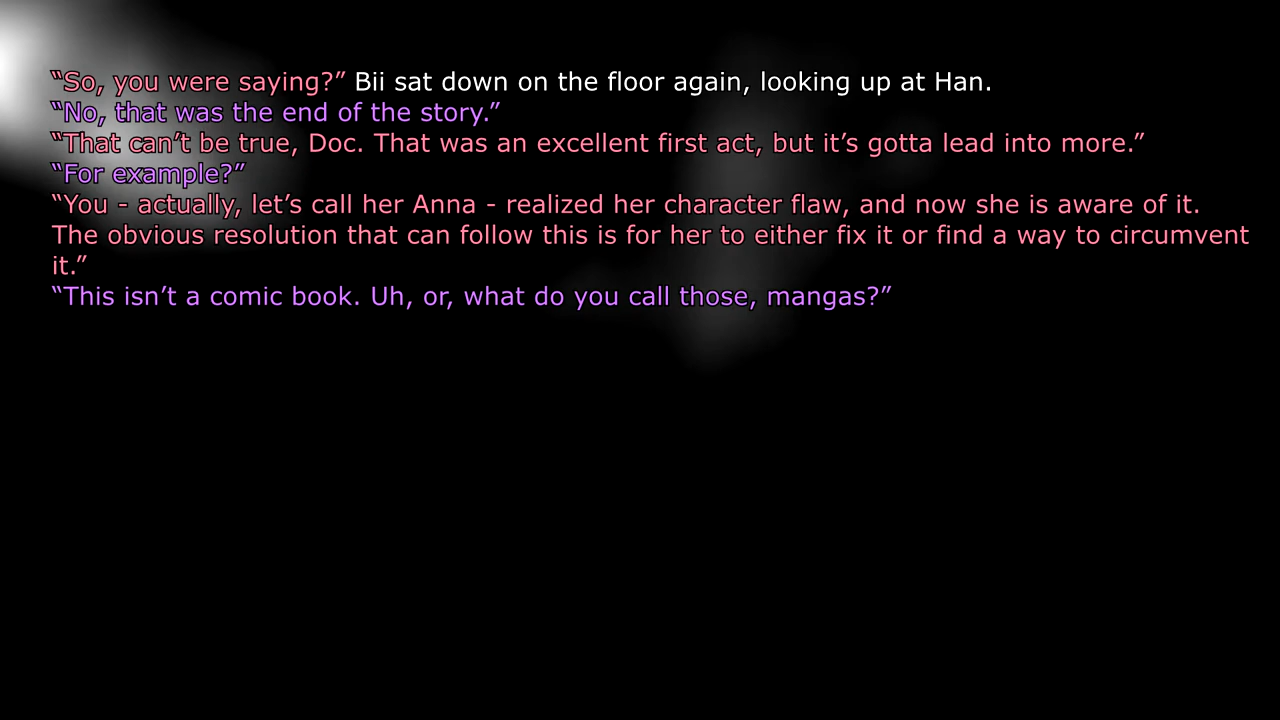 “So, you were saying?” Bii sat down on the floor again, looking up at Han.
“No, that was the end of the story.”
“That can’t be true, Doc. That was an excellent first act, but it’s gotta lead into more.”
“For example?”
“You - actually, let’s call her Anna - realized her character flaw, and now she is aware of it.
The obvious resolution that can follow this is for her to either fix it or find a way to circumvent
it.”
“This isn’t a comic book. Uh, or, what do you call those, mangas?”